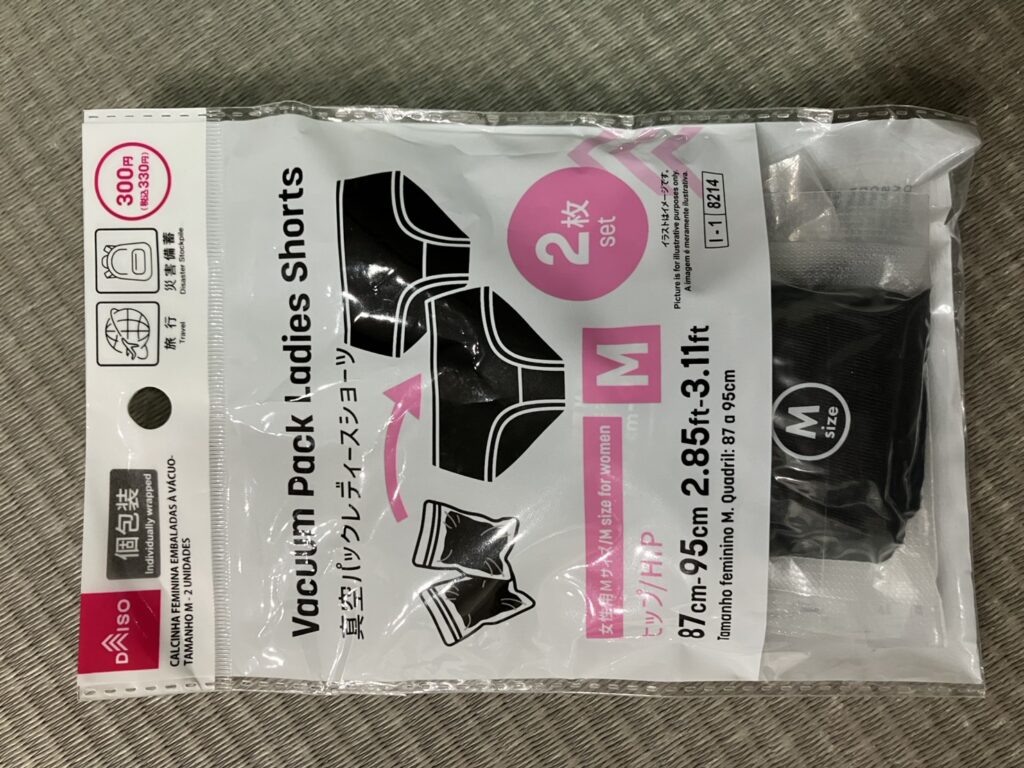 DAISO
個包装
Individually wrapped
CALCINHA FEMININA EMBALADAS A VÁCUO-
TAMANHO M - 2 UNIDADES
旅行
Travel
災害備蓄
Disaster Stockpile
300円
(税込330円)
Vacuum Pack Ladies Shorts
真空パックレディースショーツ
2枚
set
女性用Mサイズ/M size for women
M
ヒップ/HIP
87cm-95cm 2.85ft-3.11ft
Tamanho feminino M. Quadril: 87 a 95cm
イラストはイメージです。
Picture is for illustrative purposes only.
A imagem é meramente ilustrativa.
I-1 8214
M
size